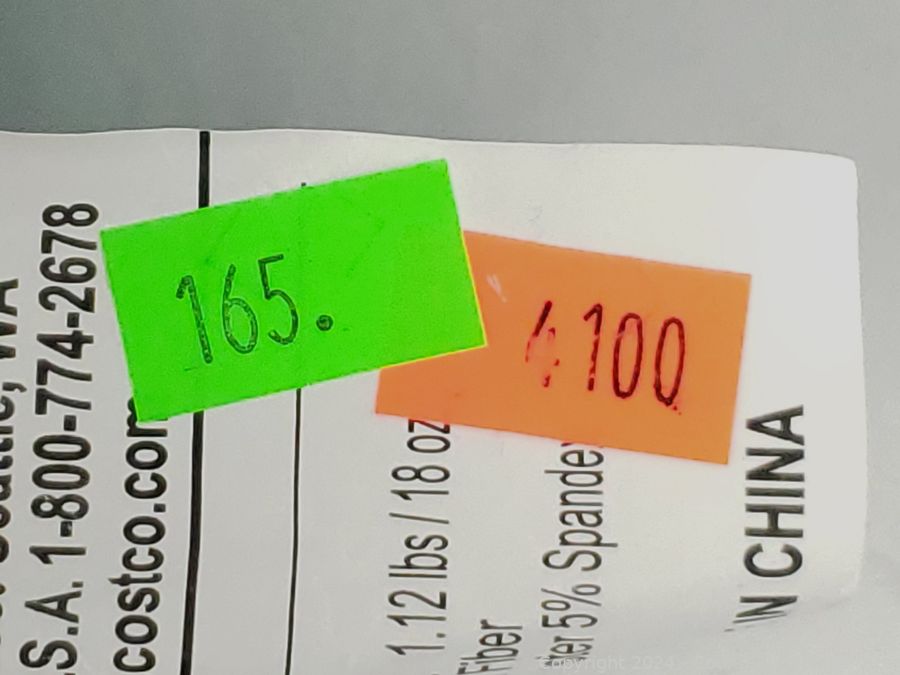 165.
4100
S.A. 1-800-774-2678
costco.com
1.12 lbs / 18 oz
Fiber
5% Spandex
IN CHINA
Copyright 2024